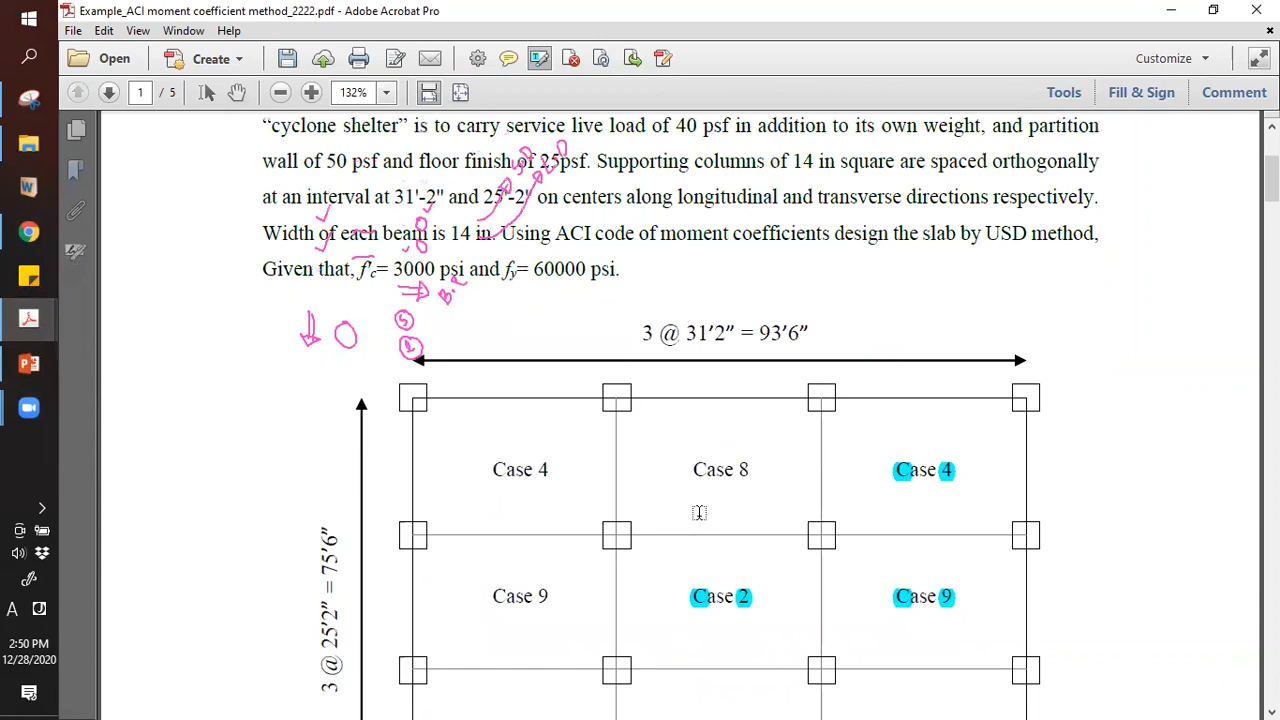 Example_ACI moment coefficient method_2222.pdf - Adobe Acrobat Pro
File Edit View Window Help
Open Create Customize
1 / 5 132% Tools Fill & Sign Comment
“cyclone shelter” is to carry service live load of 40 psf in addition to its own weight, and partition
wall of 50 psf and floor finish of 25psf. Supporting columns of 14 in square are spaced orthogonally
at an interval at 31'-2" and 25'-2" on centers along longitudinal and transverse directions respectively.
Width of each beam is 14 in. Using ACI code of moment coefficients design the slab by USD method,
Given that, f'c= 3000 psi and fy= 60000 psi.
B.P
3 @ 31′2″ = 93′6″
Case 4 Case 8 Case 4
Case 9 Case 2 Case 9
3 @ 25′2″ = 75′6″
A
2:50 PM
12/28/2020